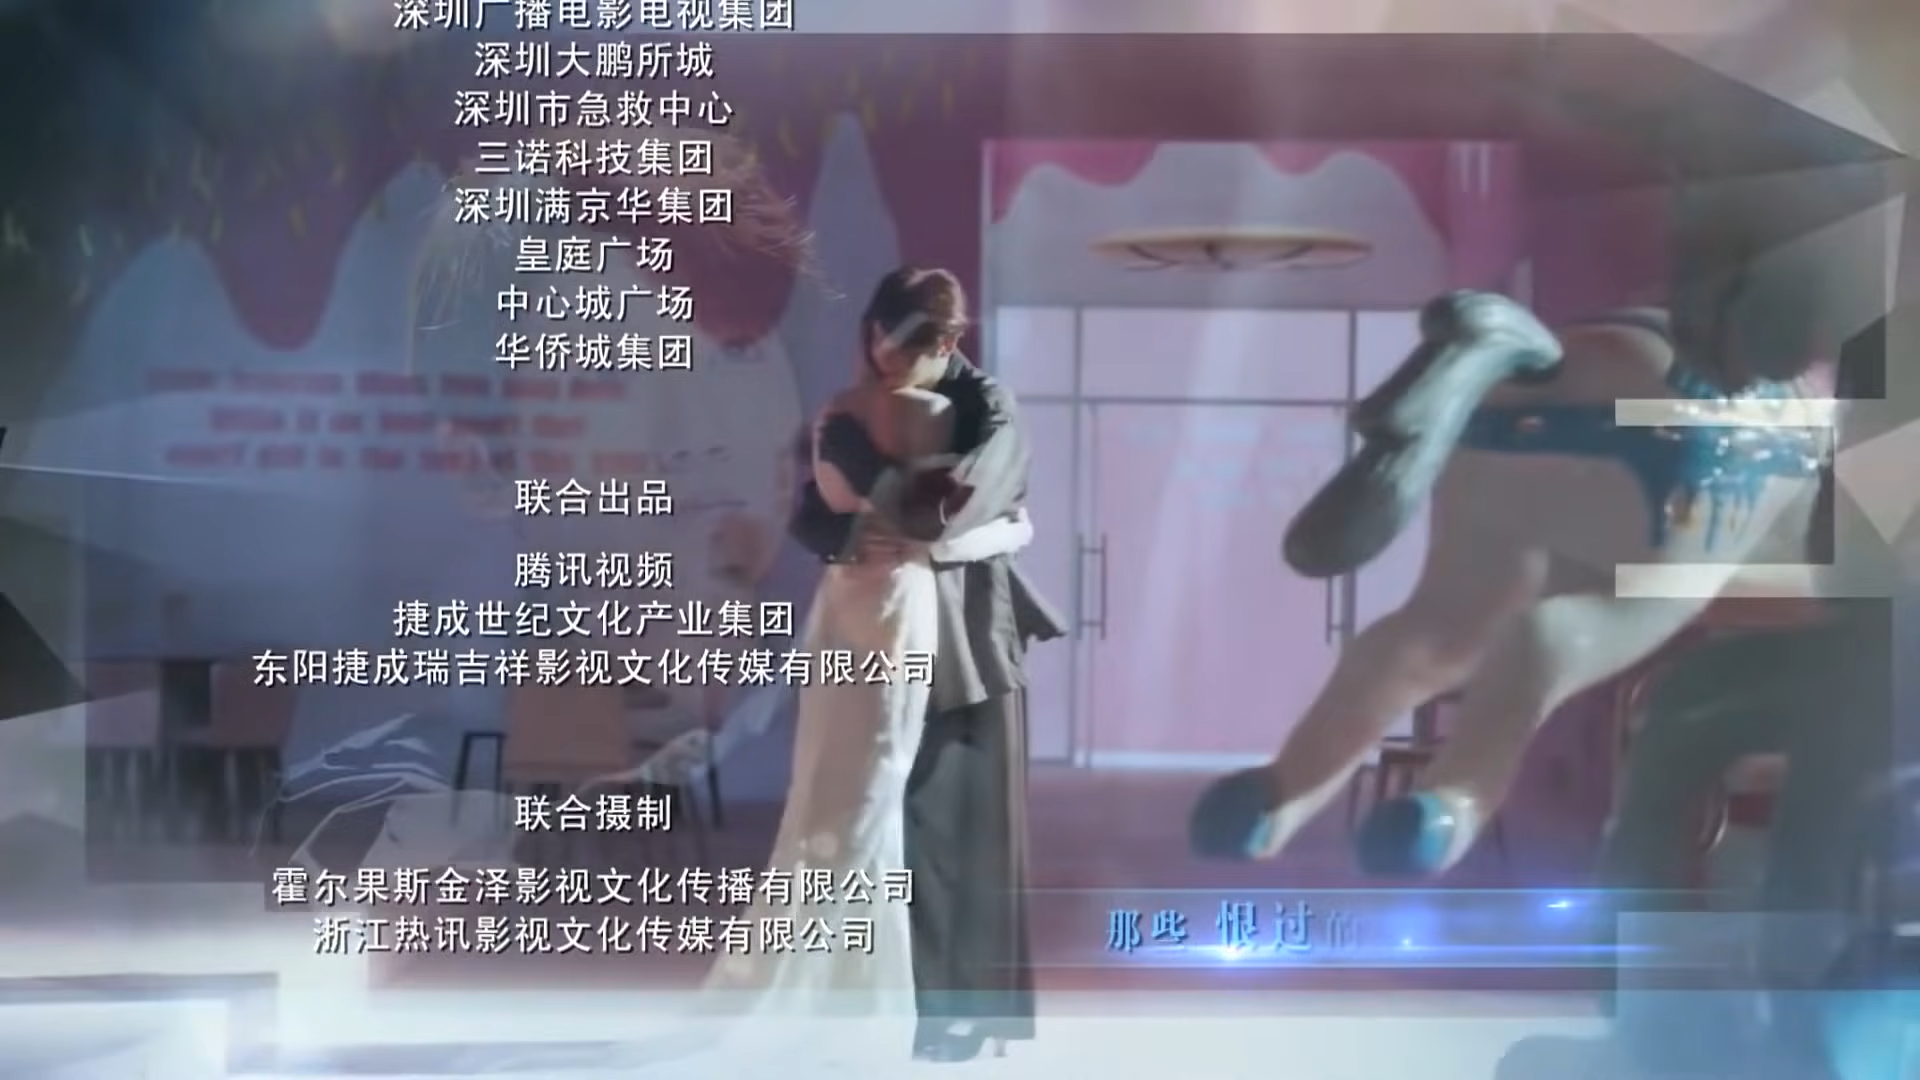 深圳广播电影电视集团
深圳大鹏所城
深圳市急救中心
三诺科技集团
深圳满京华集团
皇庭广场
中心城广场
华侨城集团
联合出品
腾讯视频
捷成世纪文化产业集团
东阳捷成瑞吉祥影视文化传媒有限公司
联合摄制
霍尔果斯金泽影视文化传播有限公司
浙江热讯影视文化传媒有限公司
那些 恨过的